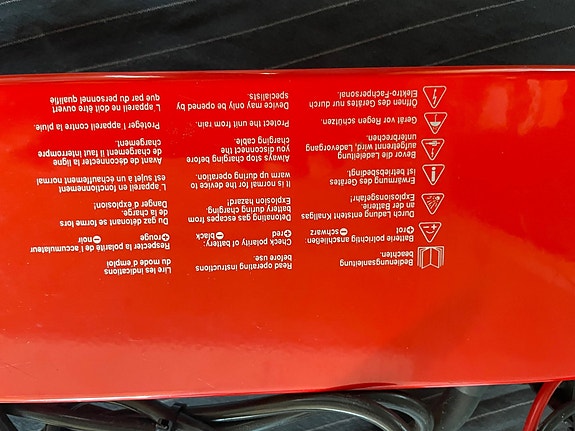 Bedienungsanleitung
beachten.
Batterie polrichtig anschließen:
⊕rot ⊖schwarz
Durch Ladung entsteht Knallgas
an der Batterie.
Explosionsgefahr!
Erwärmung des Gerätes
ist betriebsbedingt.
Bevor die Ladeleitung
aufgetrennt wird, Ladevorgang
unterbrechen.
Gerät vor Regen schützen.
Öffnen des Gerätes nur durch
Elektro-Fachpersonal.
Read operating instructions
before use.
Check polarity of battery:
⊕red ⊖black
Detonating gas escapes from
battery during charging.
Explosion hazard!
It is normal for the device to
warm up during operation.
Always stop charging before
you disconnect the
charging cable.
Protect the unit from rain.
Device may only be opened by
specialists.
Lire les indications
du mode d'emploi
Respecter la polarité de l'accumulateur
⊕rouge ⊖noir
Gaz détonant se forme lors
de la charge.
Danger d'explosion!
L'appareil en fonctionnement
est sujet à un échauffement normal
Avant de déconnecter la ligne
de chargement il faut interrompre
chargement.
Protéger l'appareil contre la pluie.
L'appareil doit être ouvert
que par du personnel qualifié